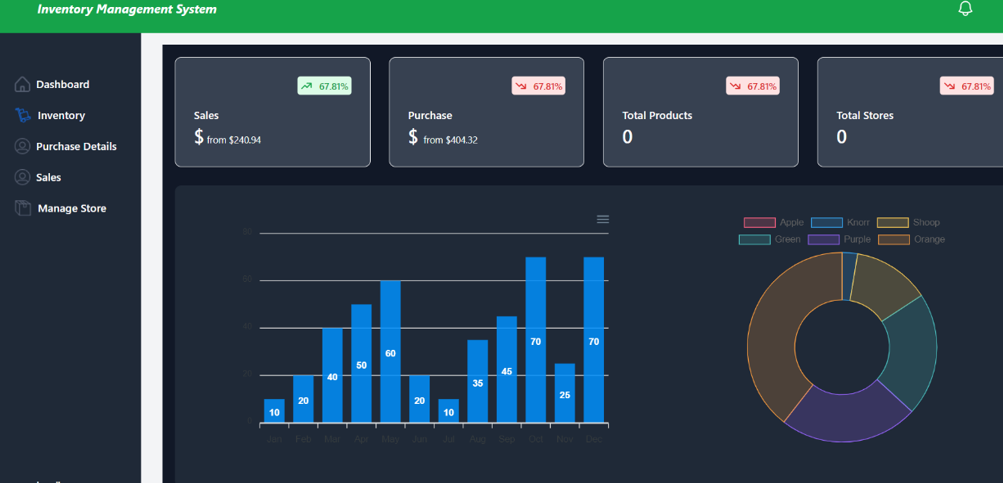 Inventory Management System
Dashboard
Inventory
Purchase Details
Sales
Manage Store
67.81%
Sales
$ from $240.94
67.81%
Purchase
$ from $404.32
67.81%
Total Products
0
67.81%
Total Stores
0
80
60
40
20
0
10
20
40
50
60
20
10
35
45
70
25
70
Jan
Feb
Mar
Apr
May
Jun
Jul
Aug
Sep
Oct
Nov
Dec
Apple
Knorr
Shoop
Green
Purple
Orange